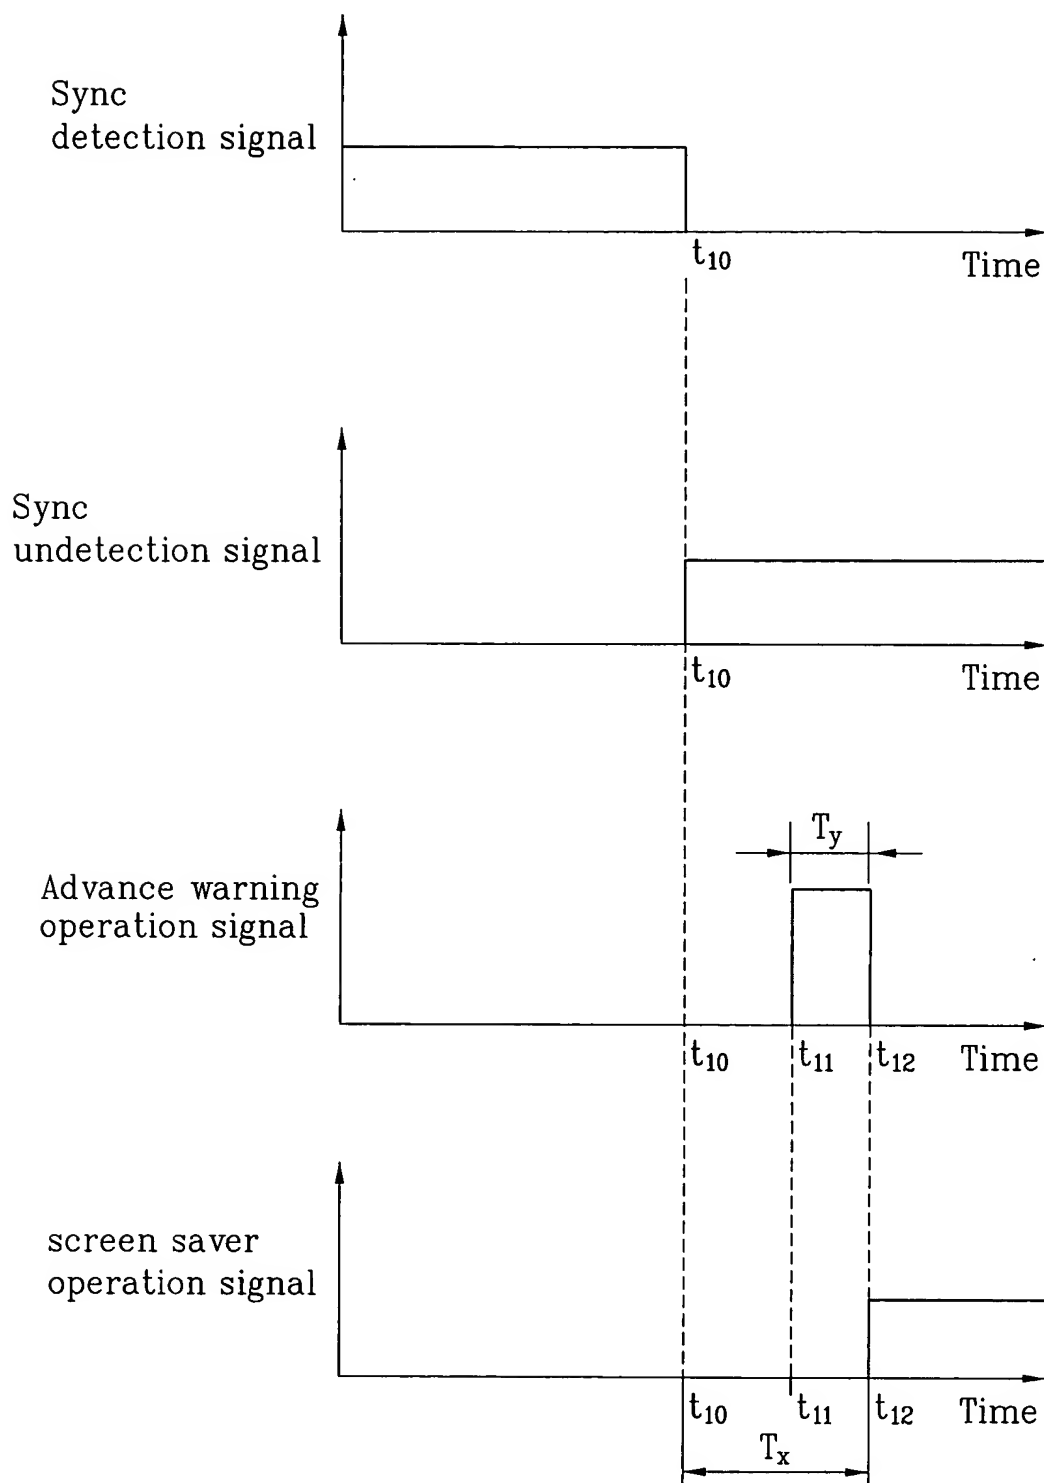 Sync
detection signal
t10
Time
Sync
undetection signal
t10
Time
Ty
Advance warning
operation signal
t10
t11
t12
Time
screen saver
operation signal
t10
t11
t12
Time
Tx